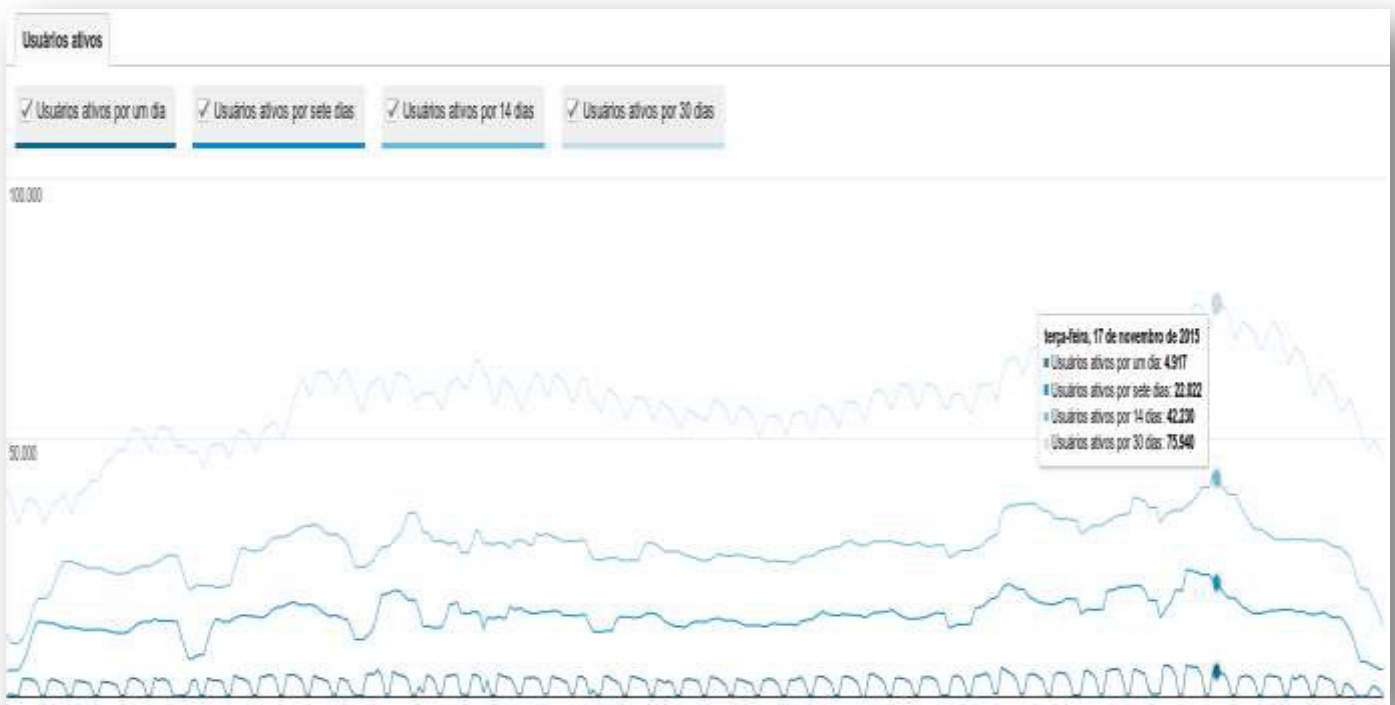 Usuários ativos
Usuários ativos por um dia
Usuários ativos por sete dias
Usuários ativos por 14 dias
Usuários ativos por 30 dias
100.000
50.000
terça-feira, 17 de novembro de 2015
Usuários ativos por um dia: 4.917
Usuários ativos por sete dias: 22.022
Usuários ativos por 14 dias: 42.230
Usuários ativos por 30 dias: 75.940